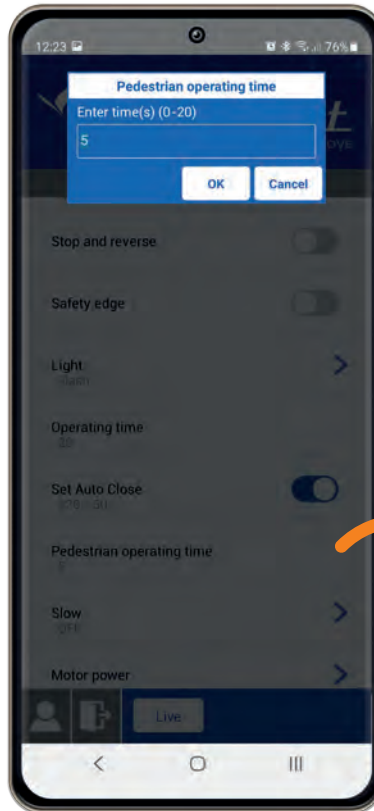 12:23
76%
Pedestrian operating time
Enter time(s) (0-20)
5
OK
Cancel
Stop and reverse
Safety edge
Light
Operating time
Set Auto Close
Pedestrian operating time
Slow
OFF
Motor power
Live